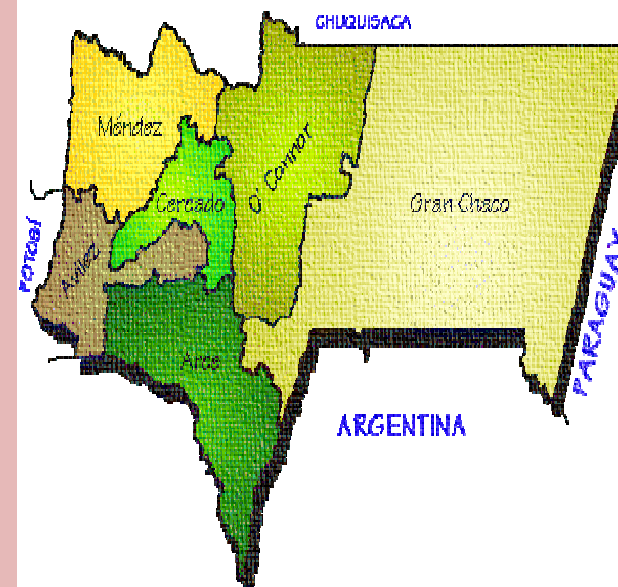 CHUQUISACA
Méndez
O' Connor
Cercado
Gran Chaco
POTOSÍ
Avilez
PARAGUAY
Arce
ARGENTINA